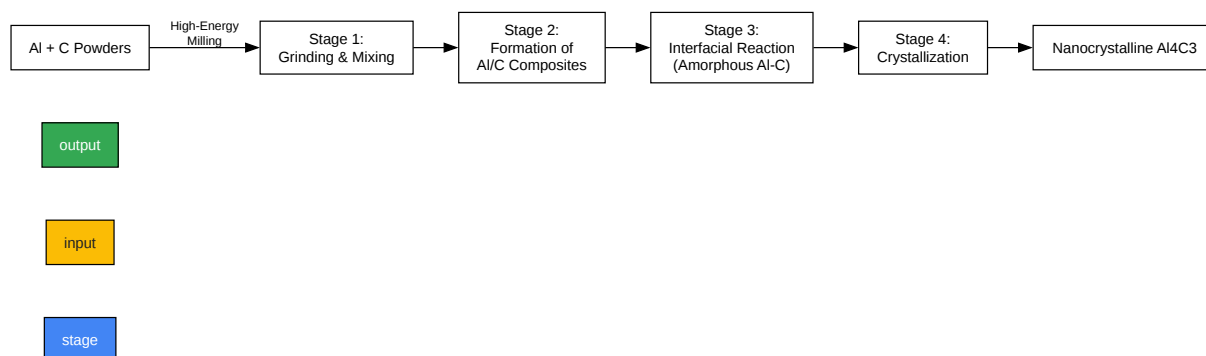 Al + C Powders
High-Energy
Milling
Stage 1:
Grinding & Mixing
Stage 2:
Formation of
Al/C Composites
Stage 3:
Interfacial Reaction
(Amorphous Al-C)
Stage 4:
Crystallization
Nanocrystalline Al4C3
output
input
stage